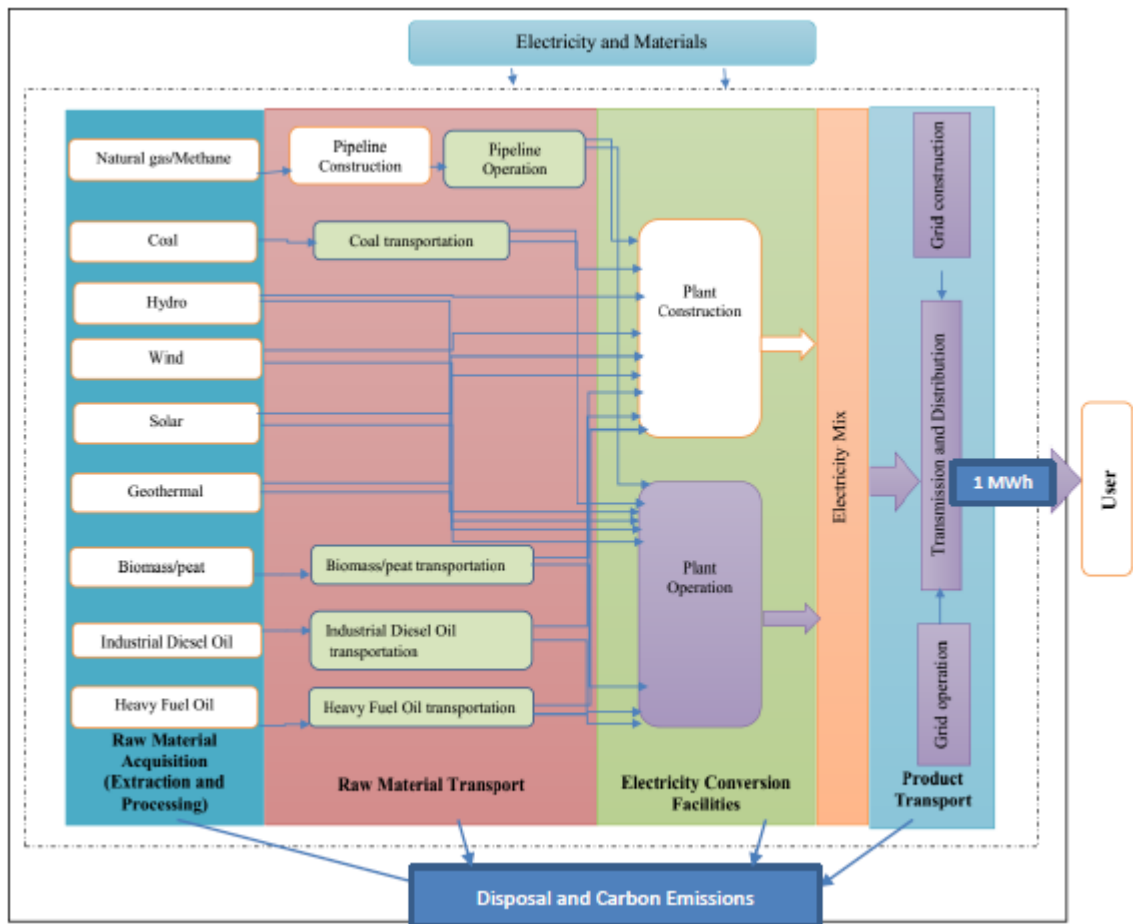 Electricity and Materials
Natural gas/Methane
Pipeline
Construction
Pipeline
Operation
Coal
Coal transportation
Hydro
Wind
Solar
Geothermal
Biomass/peat
Biomass/peat transportation
Industrial Diesel Oil
Industrial Diesel Oil
transportation
Heavy Fuel Oil
Heavy Fuel Oil transportation
Plant
Construction
Plant
Operation
Electricity Mix
Grid construction
Transmission and Distribution
Grid operation
1 MWh
User
Raw Material
Acquisition
(Extraction and
Processing)
Raw Material Transport
Electricity Conversion
Facilities
Product
Transport
Disposal and Carbon Emissions